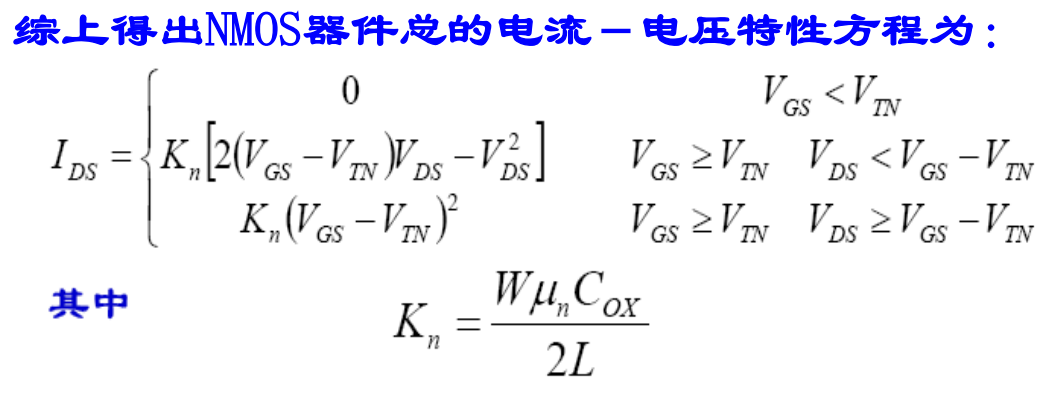 综上得出NMOS器件总的电流－电压特性方程为：
0 V_GS < V_TN
I_DS = { K_n[2(V_GS − V_TN)V_DS − V_DS^2] V_GS ≥ V_TN V_DS < V_GS − V_TN
K_n(V_GS − V_TN)^2 V_GS ≥ V_TN V_DS ≥ V_GS − V_TN
其中 K_n = Wμ_nC_OX / 2L